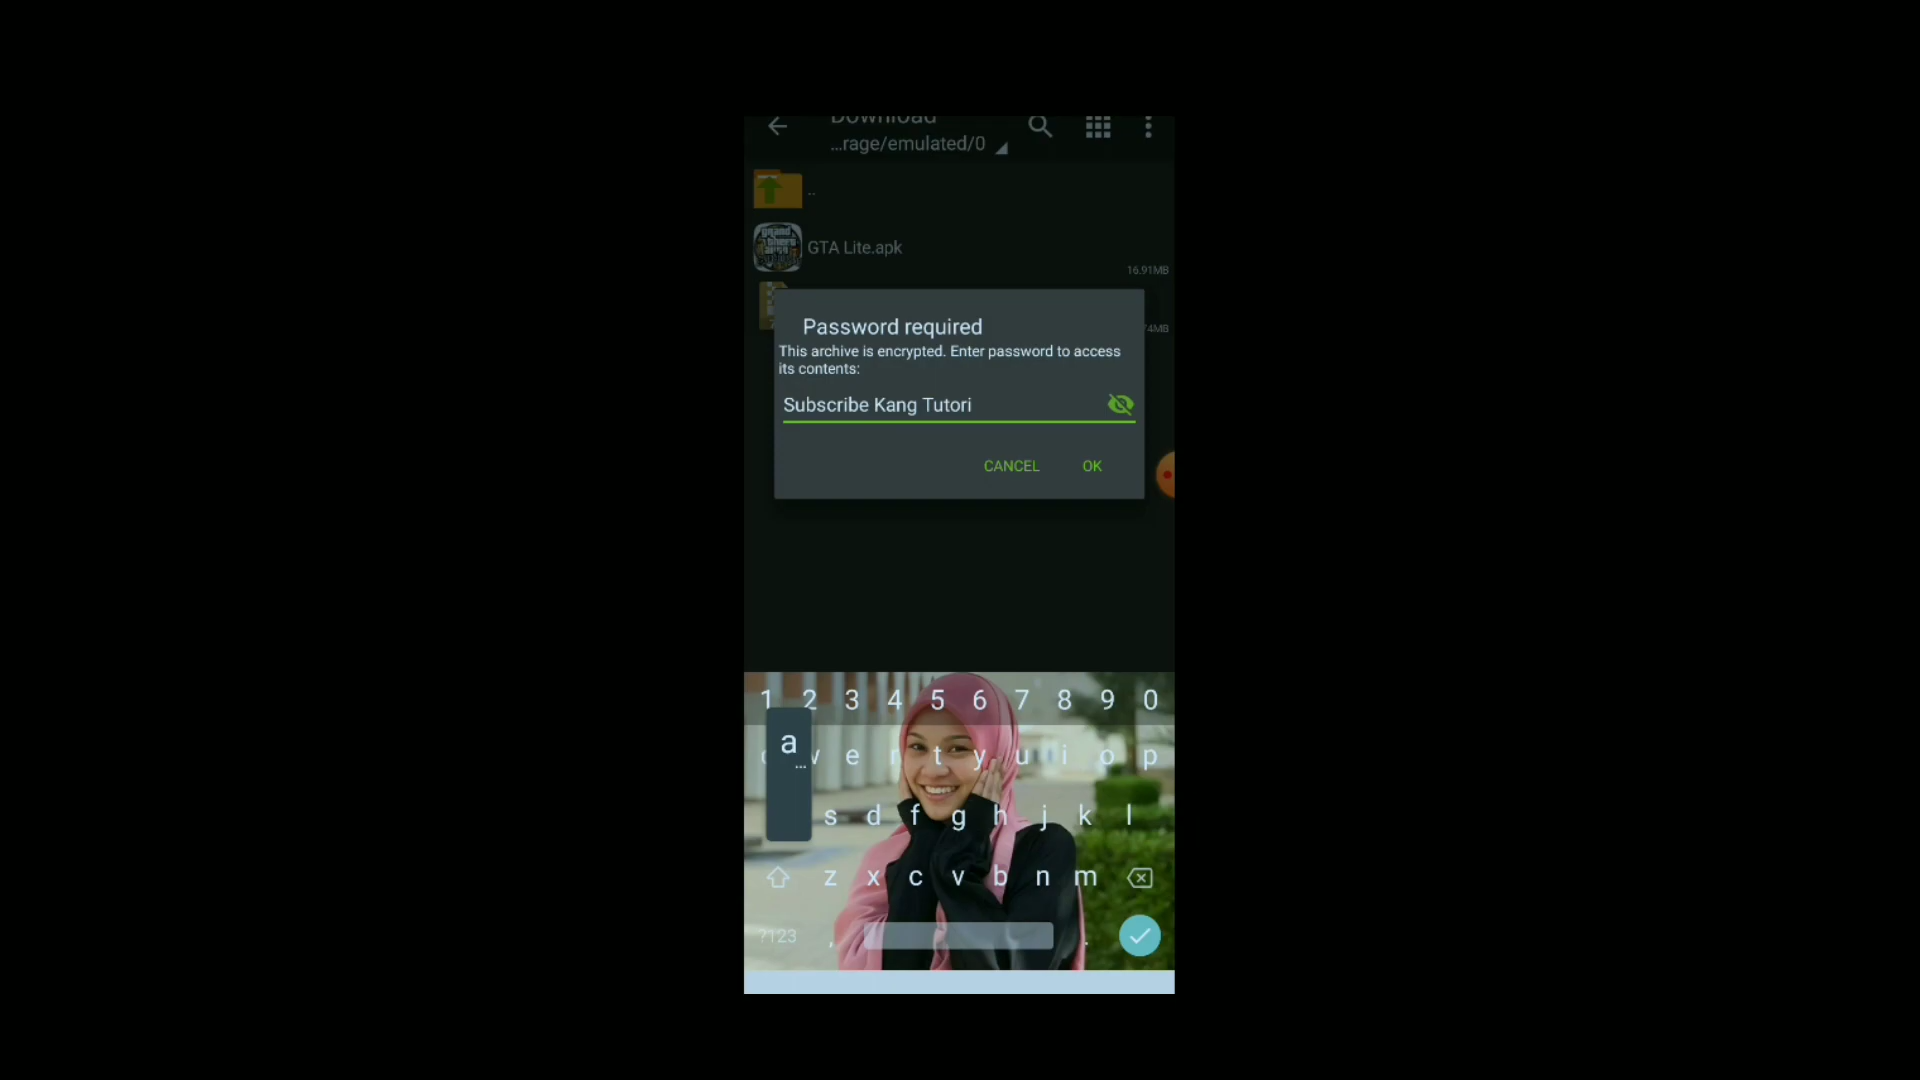 Download
...rage/emulated/0
..
GTA Lite.apk
16.91MB
Password required
This archive is encrypted. Enter password to access
its contents:
Subscribe Kang Tutori
CANCEL OK
1 2 3 4 5 6 7 8 9 0
e t y u i o p
a
s d f g h j k l
z x c v b n m
?123 , .